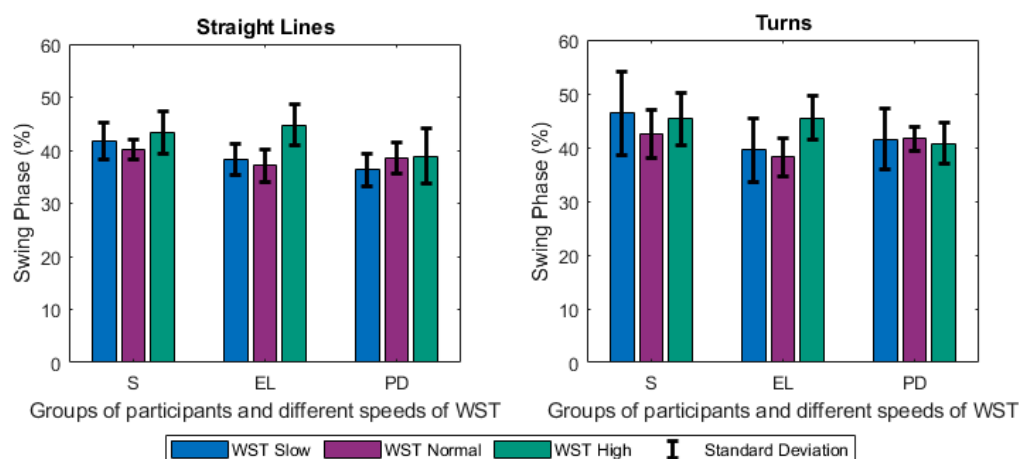 Straight Lines
60
50
40
30
20
10
0
Swing Phase (%)
S EL PD
Groups of participants and different speeds of WST
Turns
60
50
40
30
20
10
0
Swing Phase (%)
S EL PD
Groups of participants and different speeds of WST
WST Slow WST Normal WST High Standard Deviation